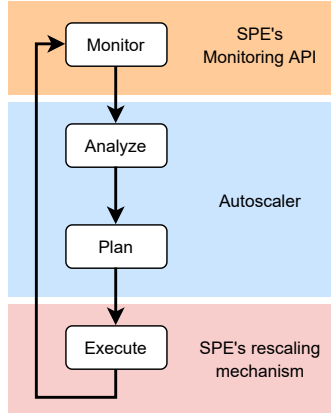 Monitor
SPE's
Monitoring API
Analyze
Autoscaler
Plan
Execute
SPE's rescaling
mechanism